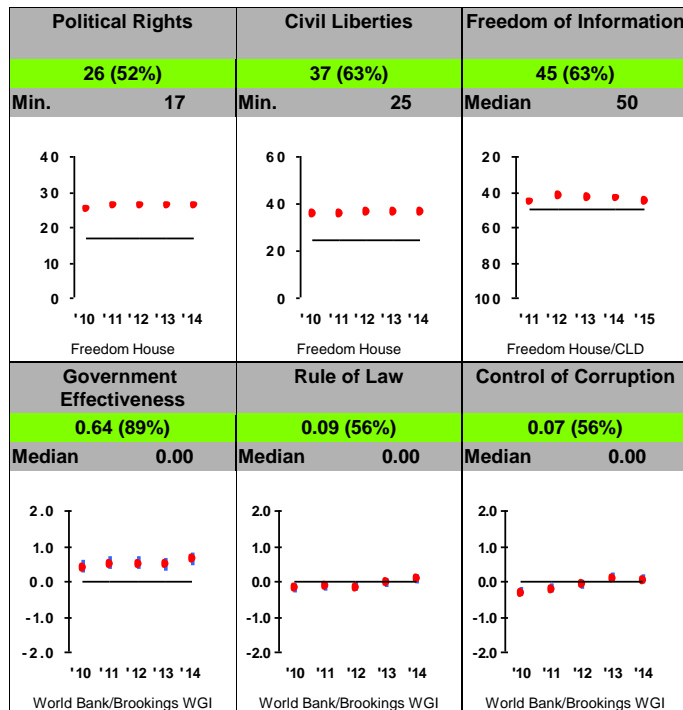 Political Rights
26 (52%)
Min. 17
40
30
20
10
0
'10 '11 '12 '13 '14
Freedom House
Civil Liberties
37 (63%)
Min. 25
60
40
20
0
'10 '11 '12 '13 '14
Freedom House
Freedom of Information
45 (63%)
Median 50
20
40
60
80
100
'11 '12 '13 '14 '15
Freedom House/CLD
Government
Effectiveness
0.64 (89%)
Median 0.00
2.0
1.0
0.0
-1.0
-2.0
'10 '11 '12 '13 '14
World Bank/Brookings WGI
Rule of Law
0.09 (56%)
Median 0.00
2.0
1.0
0.0
-1.0
-2.0
'10 '11 '12 '13 '14
World Bank/Brookings WGI
Control of Corruption
0.07 (56%)
Median 0.00
2.0
1.0
0.0
-1.0
-2.0
'10 '11 '12 '13 '14
World Bank/Brookings WGI